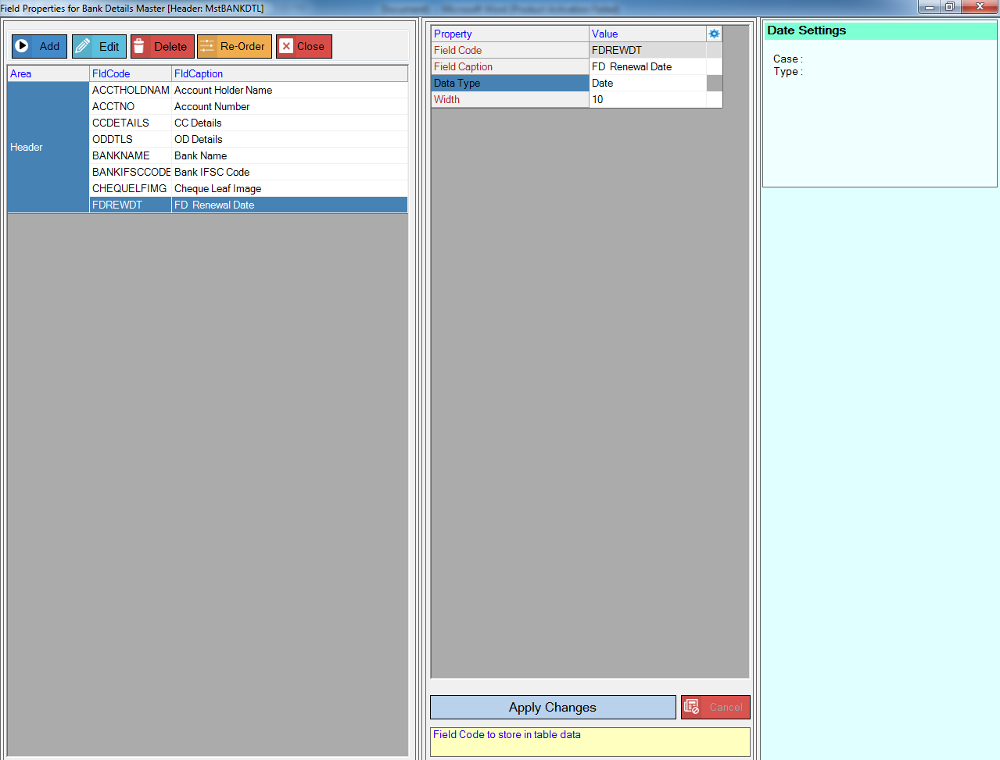 Field Properties for Bank Details Master [Header: MstBANKDTL]
Add Edit Delete Re-Order Close
Area FldCode FldCaption
Header
ACCTHOLDNAM Account Holder Name
ACCTNO Account Number
CCDETAILS CC Details
ODDTLS OD Details
BANKNAME Bank Name
BANKIFSCCODE Bank IFSC Code
CHEQUELFIMG Cheque Leaf Image
FDREWDT FD Renewal Date
Property Value
Field Code FDREWDT
Field Caption FD Renewal Date
Data Type Date
Width 10
Apply Changes Cancel
Field Code to store in table data
Date Settings
Case :
Type :